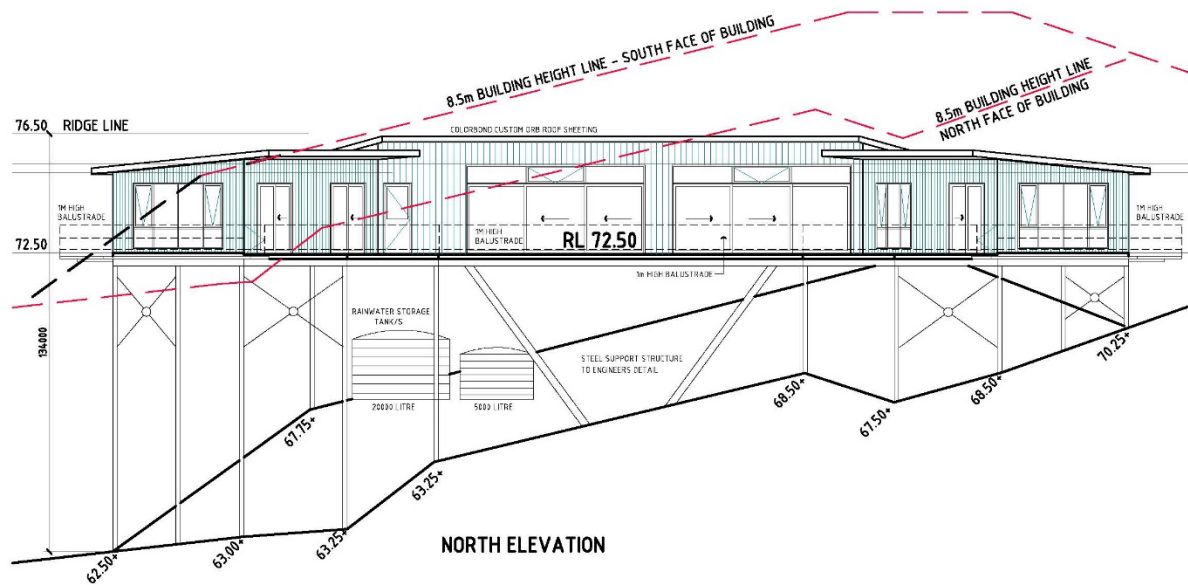 8.5m BUILDING HEIGHT LINE - SOUTH FACE OF BUILDING
8.5m BUILDING HEIGHT LINE
NORTH FACE OF BUILDING
76.50 RIDGE LINE
COLORBOND CUSTOM ORB ROOF SHEETING
1M HIGH
BALUSTRADE
1M HIGH
BALUSTRADE
1M HIGH
BALUSTRADE
72.50
RL 72.50
1m HIGH BALUSTRADE
134000
RAINWATER STORAGE
TANK/S
STEEL SUPPORT STRUCTURE
TO ENGINEERS DETAIL
20000 LITRE
5000 LITRE
70.25+
68.50+
67.50+
68.50+
67.75+
63.25+
63.25+
63.00+
62.50+
NORTH ELEVATION